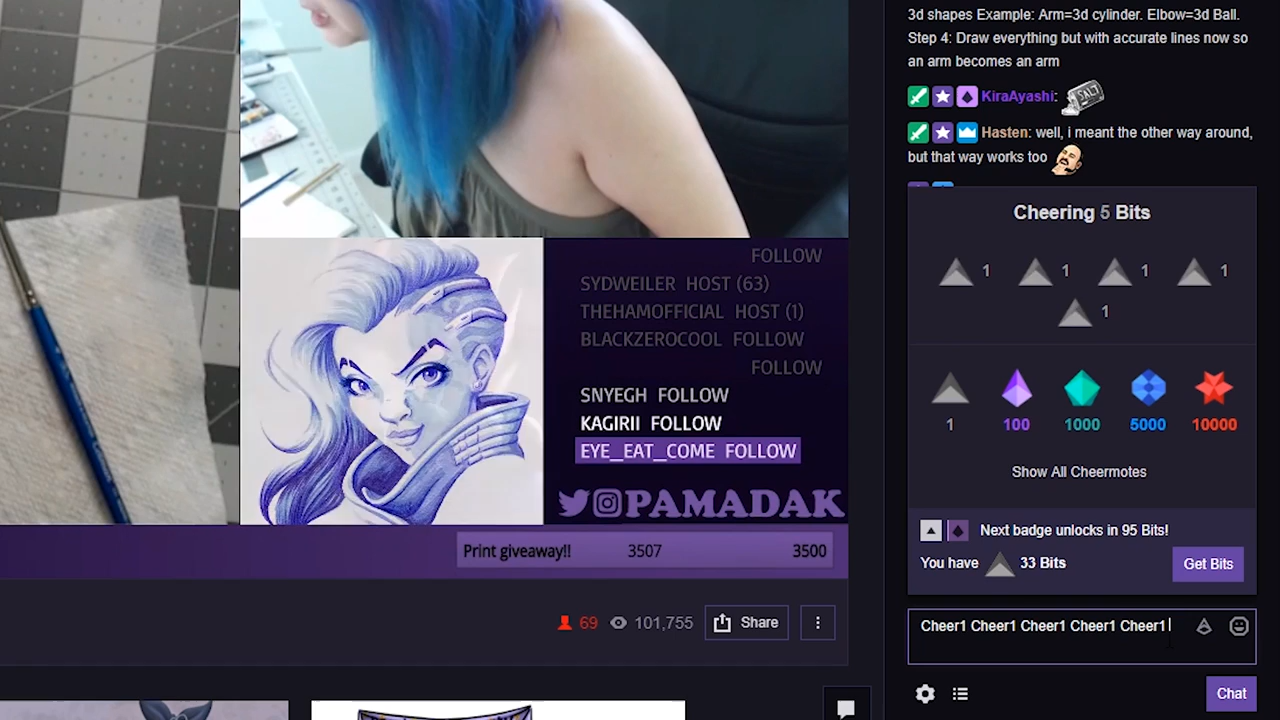 3d shapes Example: Arm=3d cylinder. Elbow=3d Ball.
Step 4: Draw everything but with accurate lines now so
an arm becomes an arm
KiraAyashi:
SALT
Hasten: well, i meant the other way around,
but that way works too
Cheering 5 Bits
1 1 1 1
1
1 100 1000 5000 10000
Show All Cheermotes
Next badge unlocks in 95 Bits!
You have 33 Bits
Get Bits
Cheer1 Cheer1 Cheer1 Cheer1 Cheer1
Chat
FOLLOW
SYDWEILER HOST (63)
THEHAMOFFICIAL HOST (1)
BLACKZEROCOOL FOLLOW
FOLLOW
SNYEGH FOLLOW
KAGIRII FOLLOW
EYE_EAT_COME FOLLOW
PAMADAK
Print giveaway!! 3507 3500
69 101,755 Share